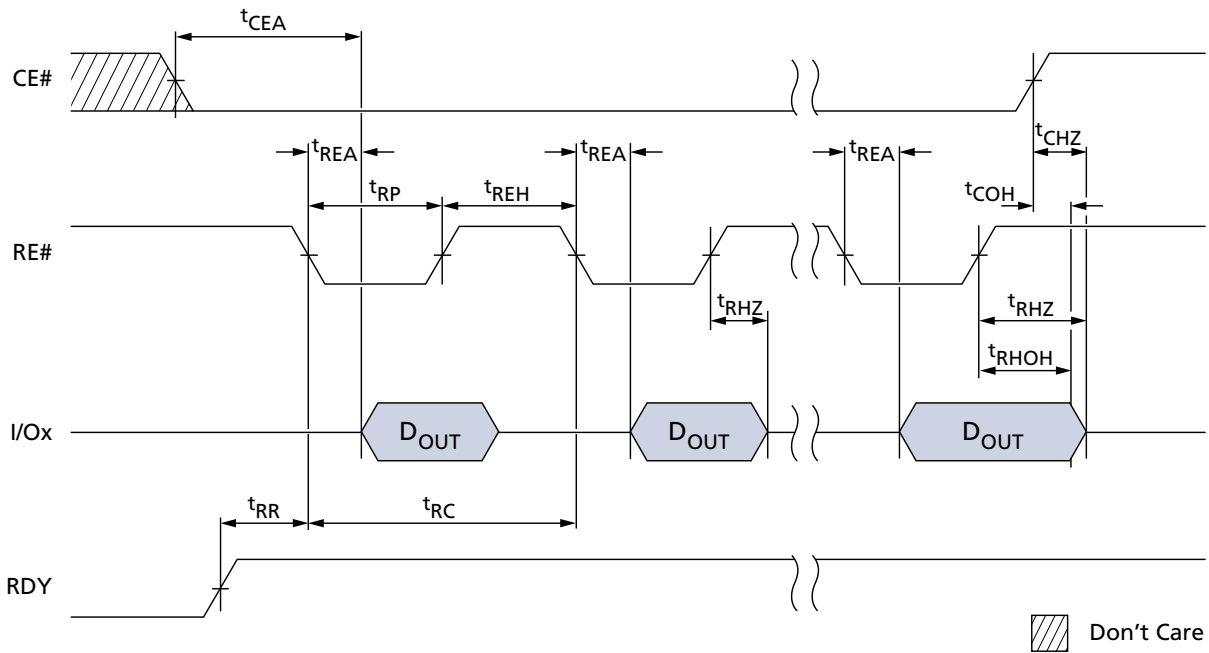 tCEA
CE#
tCHZ
tREA tREA tREA
tRP tREH tCOH
RE#
tRHZ tRHZ
tRHOH
I/Ox DOUT DOUT DOUT
tRR tRC
RDY
Don't Care